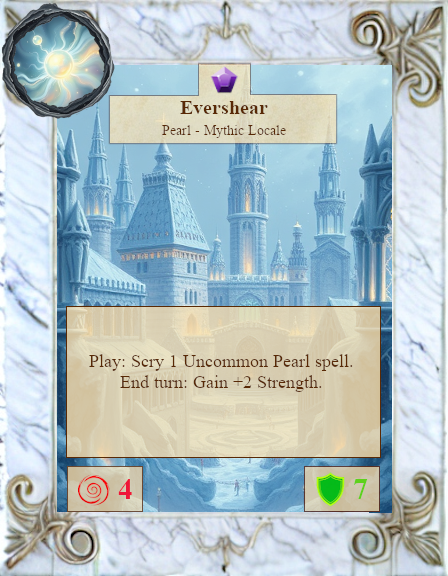 Evershear
Pearl - Mythic Locale
Play: Scry 1 Uncommon Pearl spell.
End turn: Gain +2 Strength.
4
7